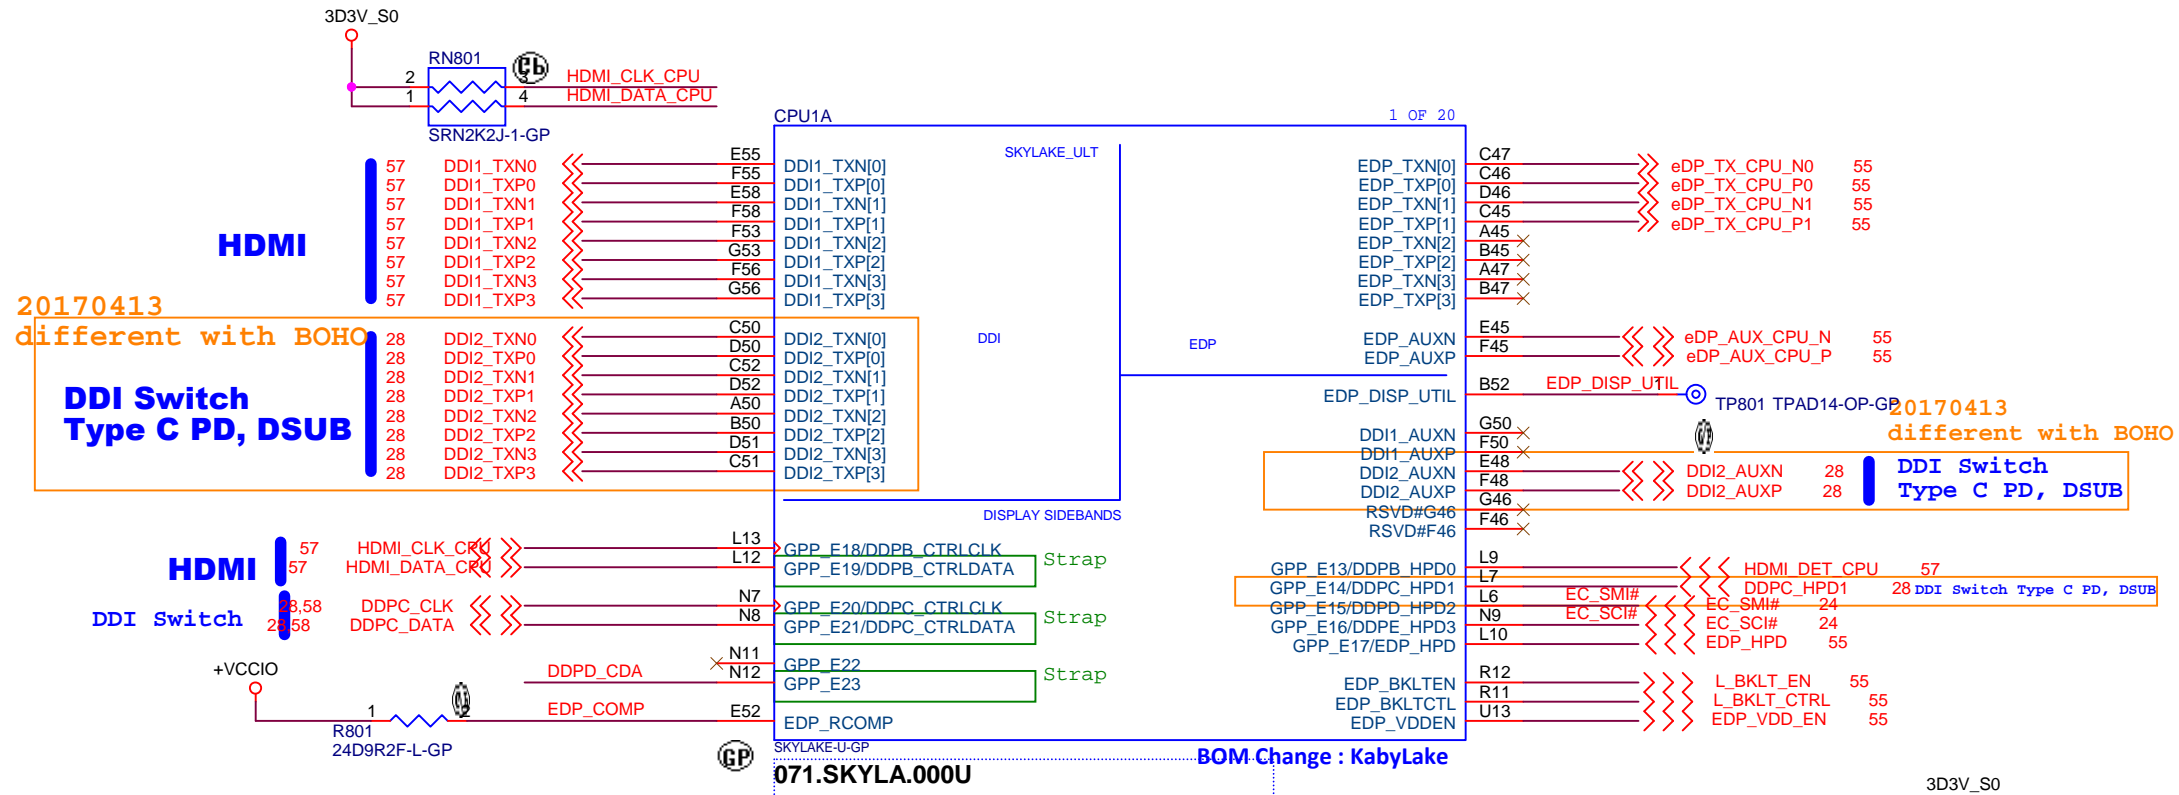 3D3V_S0
RN801
2 3 HDMI_CLK_CPU
1 4 HDMI_DATA_CPU
SRN2K2J-1-GP
CPU1A 1 OF 20
SKYLAKE_ULT
DDI
EDP
DISPLAY SIDEBANDS
HDMI
57 DDI1_TXN0 E55 DDI1_TXN[0]
57 DDI1_TXP0 F55 DDI1_TXP[0]
57 DDI1_TXN1 E58 DDI1_TXN[1]
57 DDI1_TXP1 F58 DDI1_TXP[1]
57 DDI1_TXN2 F53 DDI1_TXN[2]
57 DDI1_TXP2 G53 DDI1_TXP[2]
57 DDI1_TXN3 F56 DDI1_TXN[3]
57 DDI1_TXP3 G56 DDI1_TXP[3]
20170413
different with BOHO
DDI Switch
Type C PD, DSUB
28 DDI2_TXN0 C50 DDI2_TXN[0]
28 DDI2_TXP0 D50 DDI2_TXP[0]
28 DDI2_TXN1 C52 DDI2_TXN[1]
28 DDI2_TXP1 D52 DDI2_TXP[1]
28 DDI2_TXN2 A50 DDI2_TXN[2]
28 DDI2_TXP2 B50 DDI2_TXP[2]
28 DDI2_TXN3 D51 DDI2_TXN[3]
28 DDI2_TXP3 C51 DDI2_TXP[3]
HDMI
57 HDMI_CLK_CPU L13 GPP_E18/DDPB_CTRLCLK
57 HDMI_DATA_CPU L12 GPP_E19/DDPB_CTRLDATA Strap
DDI Switch
28,58 DDPC_CLK N7 GPP_E20/DDPC_CTRLCLK
28,58 DDPC_DATA N8 GPP_E21/DDPC_CTRLDATA Strap
N11 GPP_E22
DDPD_CDA N12 GPP_E23 Strap
+VCCIO
1 2 EDP_COMP E52 EDP_RCOMP
R801
24D9R2F-L-GP
EDP_TXN[0] C47 eDP_TX_CPU_N0 55
EDP_TXP[0] C46 eDP_TX_CPU_P0 55
EDP_TXN[1] D46 eDP_TX_CPU_N1 55
EDP_TXP[1] C45 eDP_TX_CPU_P1 55
EDP_TXN[2] A45
EDP_TXP[2] B45
EDP_TXN[3] A47
EDP_TXP[3] B47
EDP_AUXN E45 eDP_AUX_CPU_N 55
EDP_AUXP F45 eDP_AUX_CPU_P 55
EDP_DISP_UTIL B52 EDP_DISP_UTIL 1
TP801 TPAD14-OP-GP
20170413
different with BOHO
DDI1_AUXN G50
DDI1_AUXP F50
DDI2_AUXN E48 DDI2_AUXN 28
DDI2_AUXP F48 DDI2_AUXP 28
DDI Switch
Type C PD, DSUB
RSVD#G46 G46
RSVD#F46 F46
GPP_E13/DDPB_HPD0 L9 HDMI_DET_CPU 57
GPP_E14/DDPC_HPD1 L7 DDPC_HPD1 28 DDI Switch Type C PD, DSUB
GPP_E15/DDPD_HPD2 L6 EC_SMI# EC_SMI# 24
GPP_E16/DDPE_HPD3 N9 EC_SCI# EC_SCI# 24
GPP_E17/EDP_HPD L10 EDP_HPD 55
EDP_BKLTEN R12 L_BKLT_EN 55
EDP_BKLTCTL R11 L_BKLT_CTRL 55
EDP_VDDEN U13 EDP_VDD_EN 55
GP
SKYLAKE-U-GP
071.SKYLA.000U
BOM Change : KabyLake
3D3V_S0